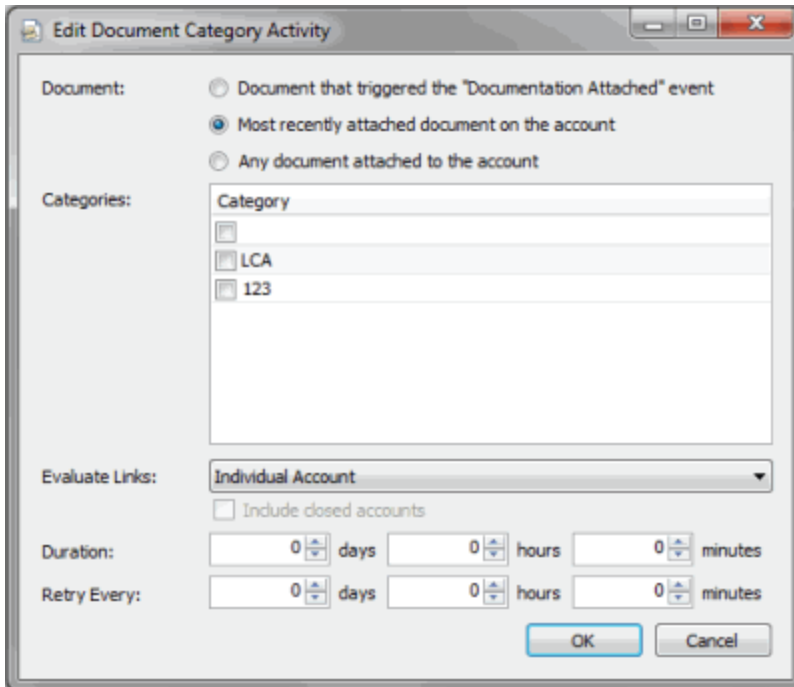 Edit Document Category Activity
Document:
Document that triggered the "Documentation Attached" event
Most recently attached document on the account
Any document attached to the account
Categories:
Category
LCA
123
Evaluate Links: Individual Account
Include closed accounts
Duration: 0 days 0 hours 0 minutes
Retry Every: 0 days 0 hours 0 minutes
OK Cancel